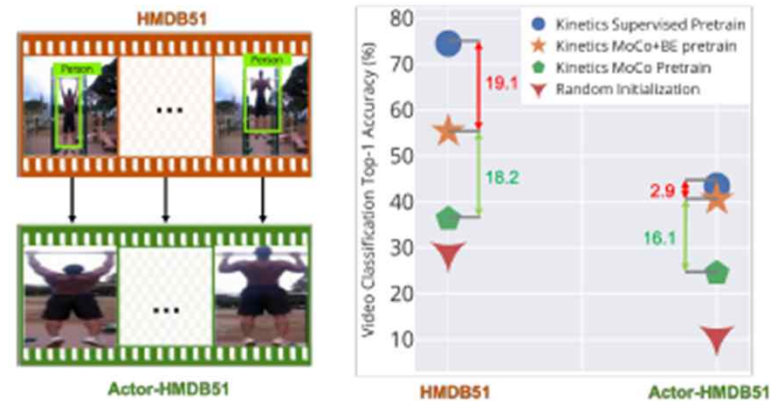 HMDB51
Person
Person
...
...
Actor-HMDB51
Video Classification Top-1 Accuracy (%)
80
70
60
50
40
30
20
10
Kinetics Supervised Pretrain
Kinetics MoCo+BE pretrain
Kinetics MoCo Pretrain
Random Initialization
19.1
18.2
2.9
16.1
HMDB51
Actor-HMDB51